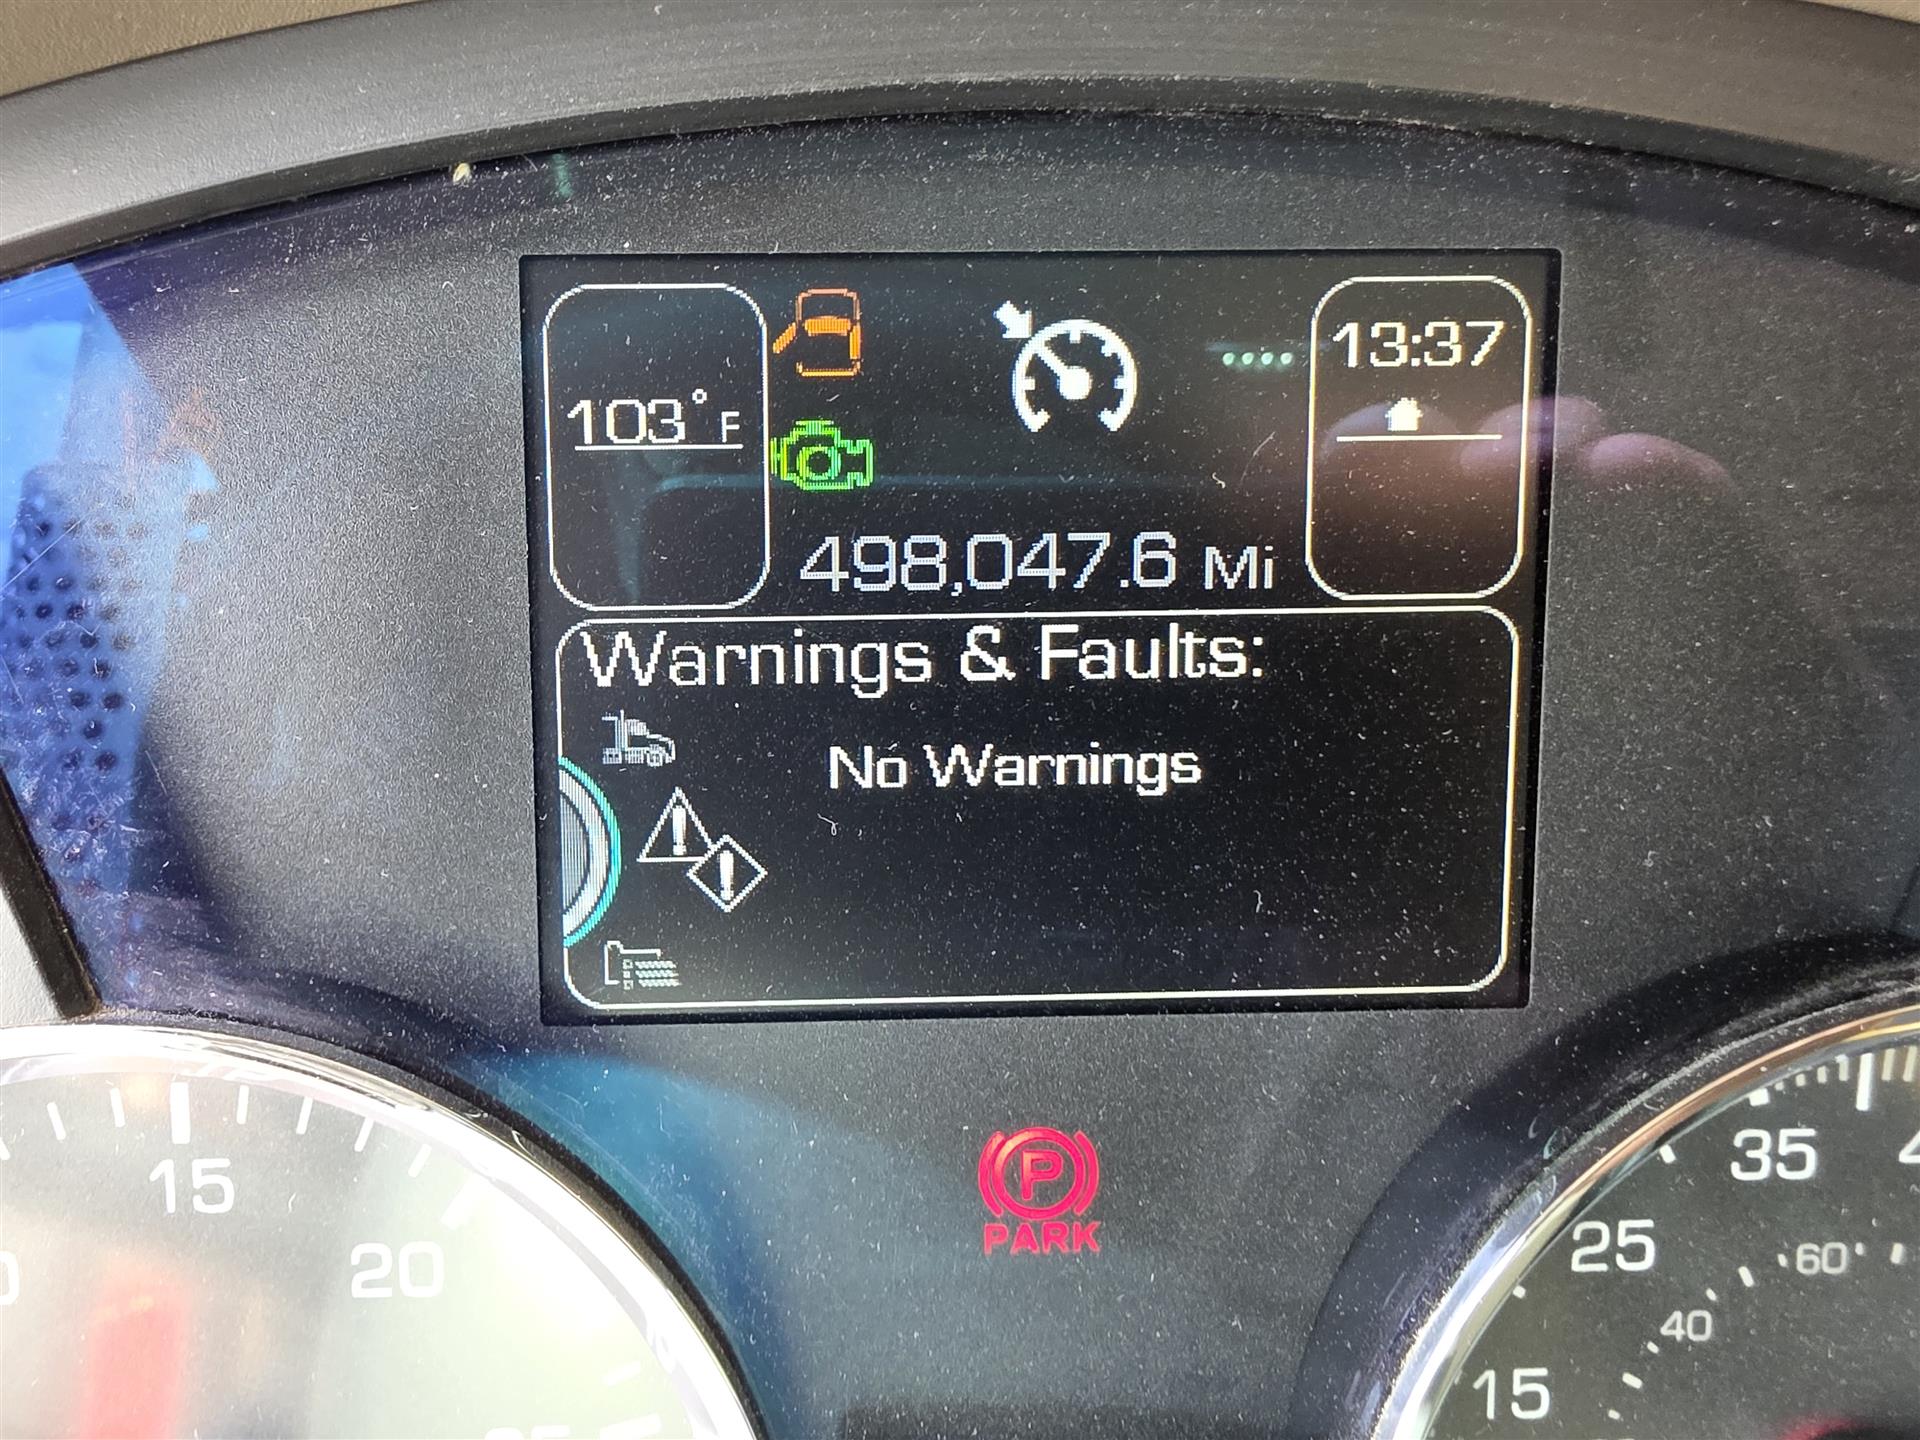 103°F
13:37
498,047.6 Mi
Warnings & Faults:
No Warnings
P
PARK
15
20
35
25
60
40
15